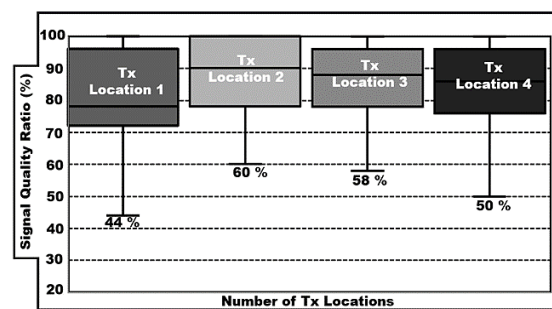 Signal Quality Ratio (%)
100
90
80
70
60
50
40
30
20
Tx
Location 1
Tx
Location 2
Tx
Location 3
Tx
Location 4
44 %
60 %
58 %
50 %
Number of Tx Locations